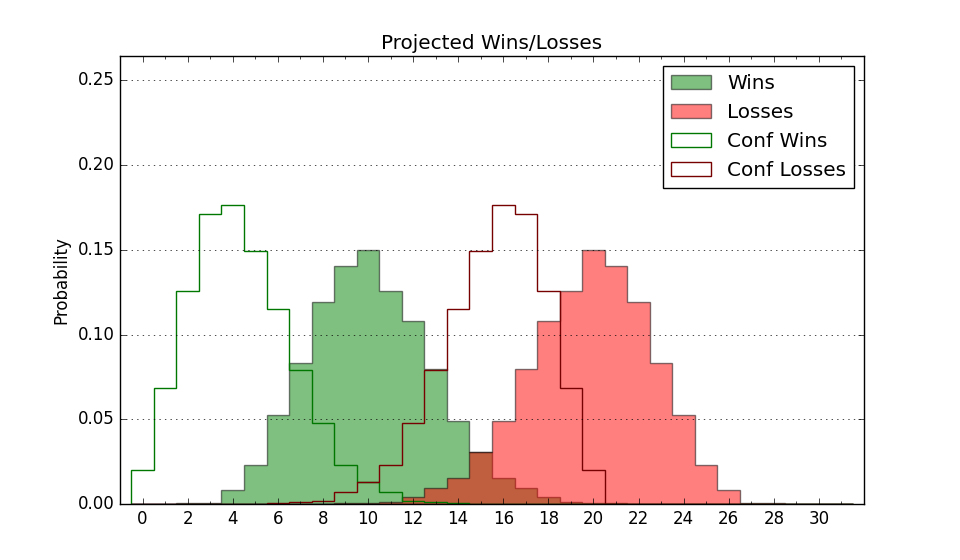 Projected Wins/Losses
Probability
0.25
0.20
0.15
0.10
0.05
0.00
0 2 4 6 8 10 12 14 16 18 20 22 24 26 28 30
Wins
Losses
Conf Wins
Conf Losses